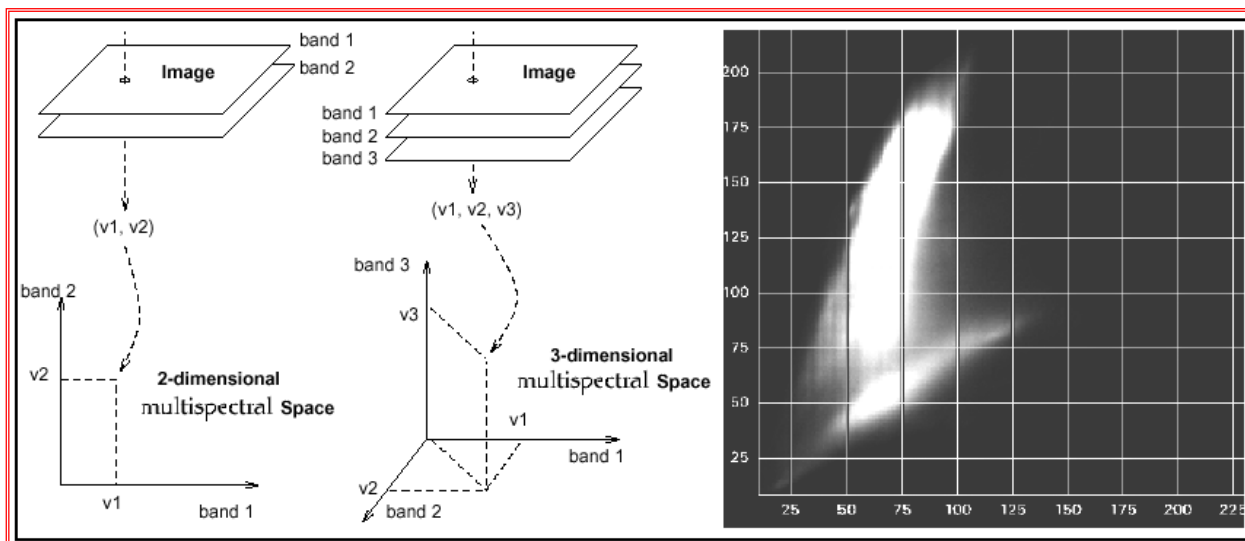 band 1
band 2
Image
(v1, v2)
band 2
v2
2-dimensional
multispectral Space
v1
band 1
Image
band 1
band 2
band 3
(v1, v2, v3)
band 3
v3
3-dimensional
multispectral Space
v1
band 1
v2
band 2
200
175
150
125
100
75
50
25
25 50 75 100 125 150 175 200 225